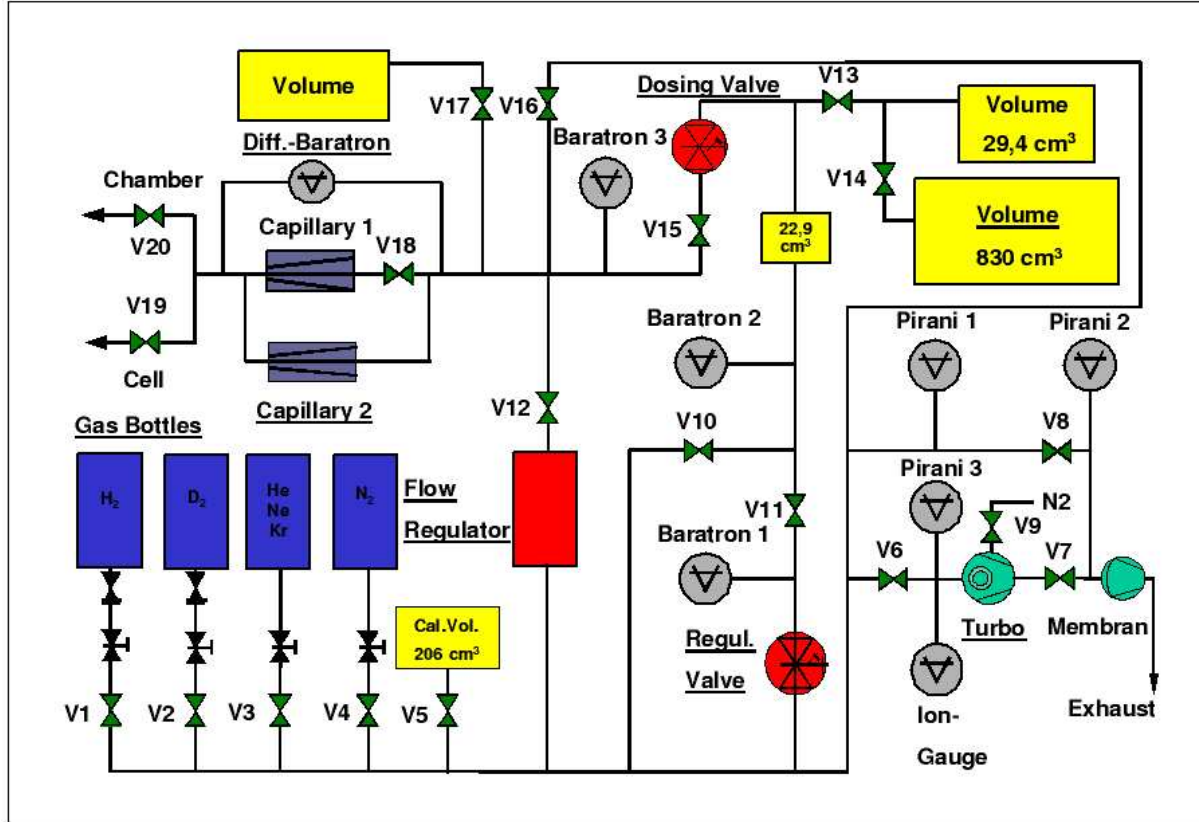 Volume
V17
V16
Dosing Valve
V13
Volume
29,4 cm³
Baratron 3
Diff.-Baratron
V14
Chamber
V20
Capillary 1
V18
V15
22,9
cm³
Volume
830 cm³
V19
Cell
Capillary 2
Baratron 2
Pirani 1
Pirani 2
V12
V10
V8
Gas Bottles
H₂
D₂
He
Ne
Kr
N₂
Flow
Regulator
V11
Baratron 1
Pirani 3
N2
V9
V6
V7
Cal.Vol.
206 cm³
Regul.
Valve
Turbo
Membran
V1
V2
V3
V4
V5
Ion-
Gauge
Exhaust